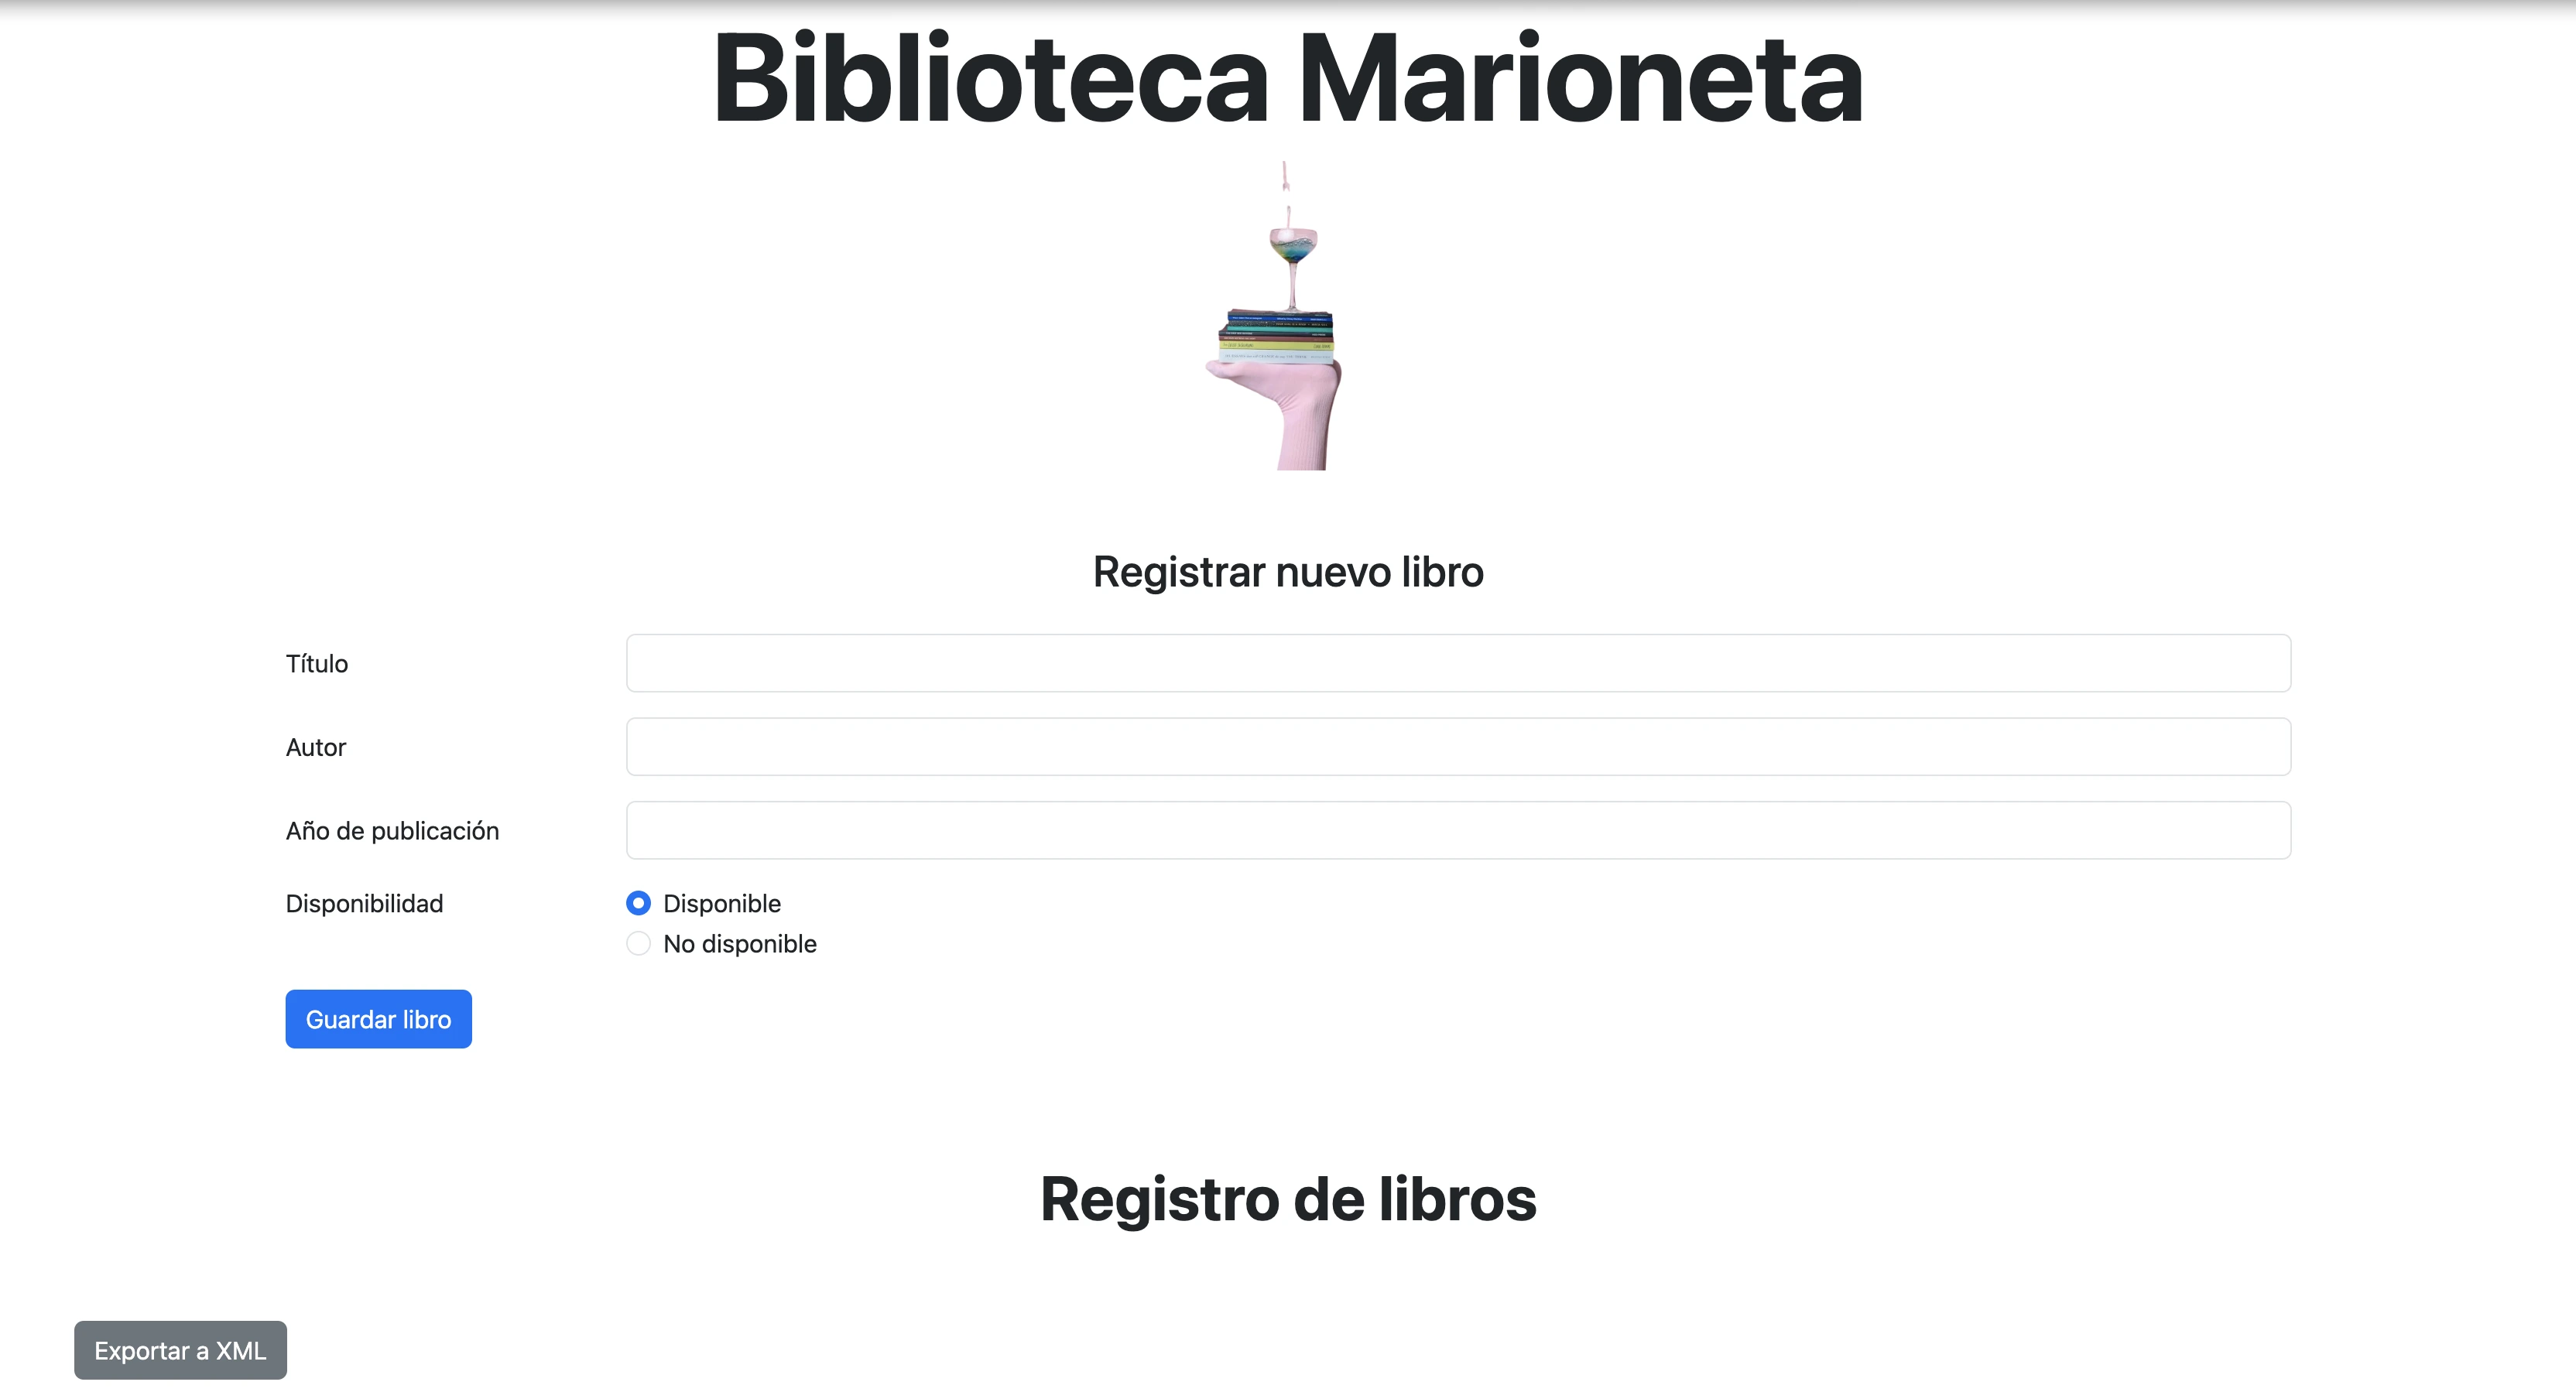 Biblioteca Marioneta
Registrar nuevo libro
Título
Autor
Año de publicación
Disponibilidad
Disponible
No disponible
Guardar libro
Registro de libros
Exportar a XML